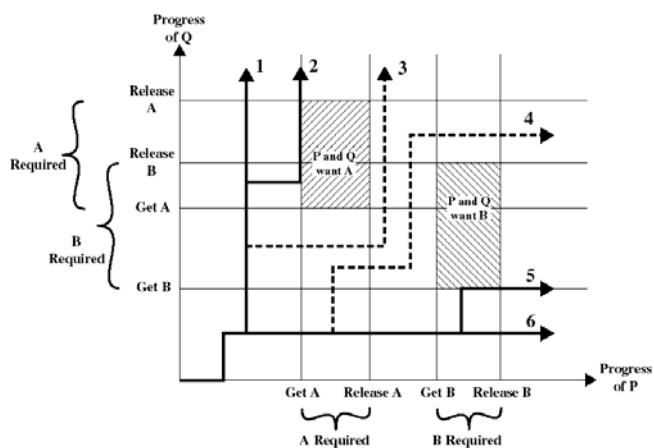 Progress
of Q
1
2
3
Release
A
4
A
Required
P and Q
want A
Release
B
P and Q
want B
Get A
B
Required
Get B
5
6
Progress
of P
Get A
Release A
Get B
Release B
A Required
B Required